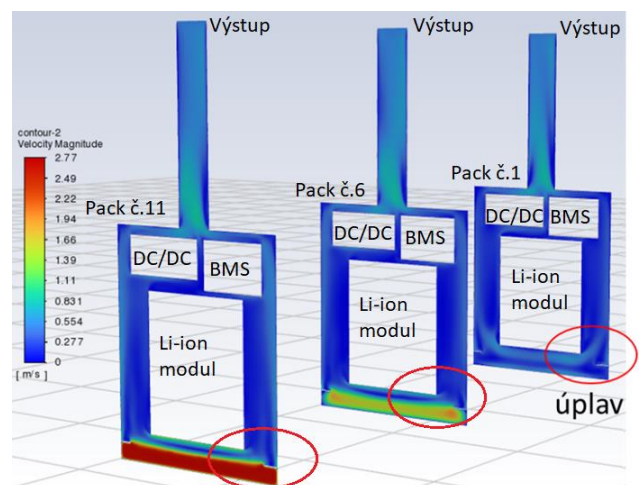 Výstup
Výstup
Výstup
contour-2
Velocity Magnitude
2.77
2.49
2.22
1.94
1.66
1.39
1.11
0.831
0.554
0.277
0
[ m/s ]
Pack č.11
DC/DC
BMS
Li-ion
modul
Pack č.6
DC/DC
BMS
Li-ion
modul
Pack č.1
DC/DC
BMS
Li-ion
modul
úplav